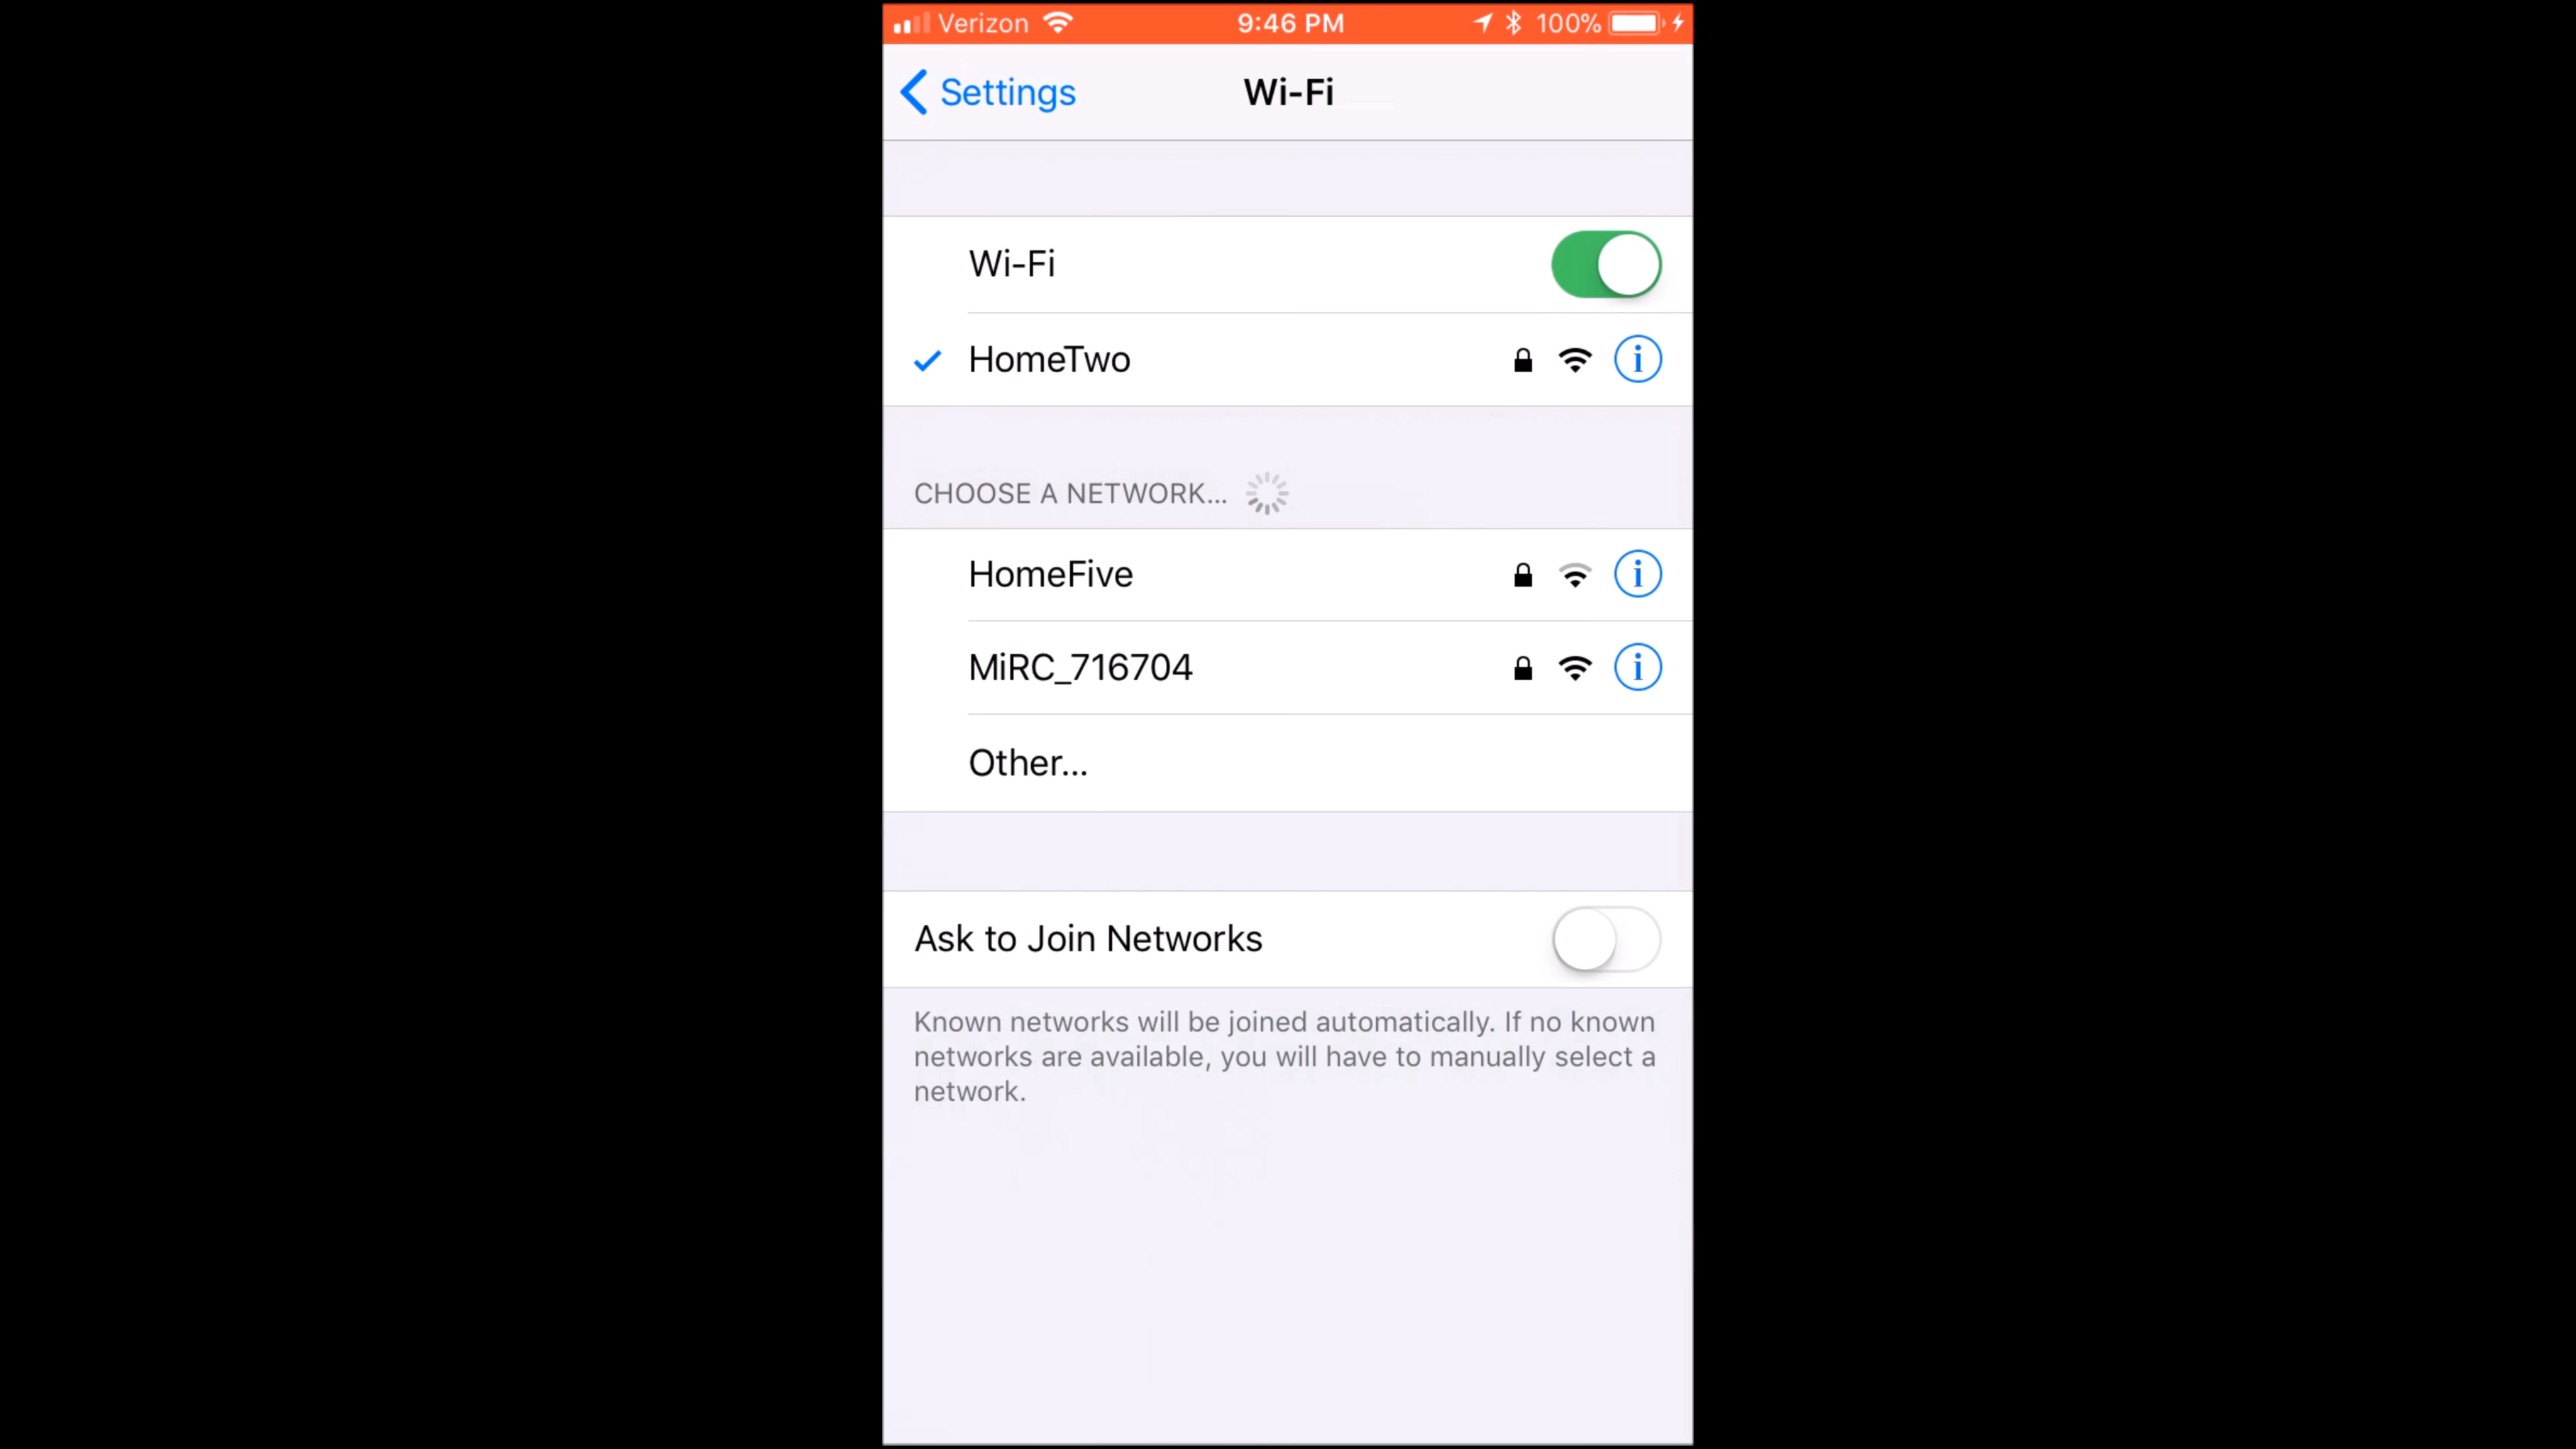 Verizon 9:46 PM 100%
Settings Wi-Fi
Wi-Fi
HomeTwo
CHOOSE A NETWORK...
HomeFive
MiRC_716704
Other...
Ask to Join Networks
Known networks will be joined automatically. If no known
networks are available, you will have to manually select a
network.